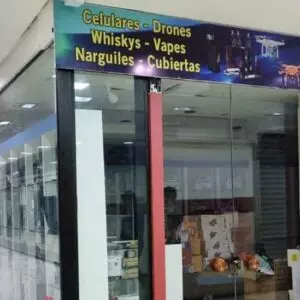 Celulares - Drones
Whiskys - Vapes
Narguiles - Cubiertas